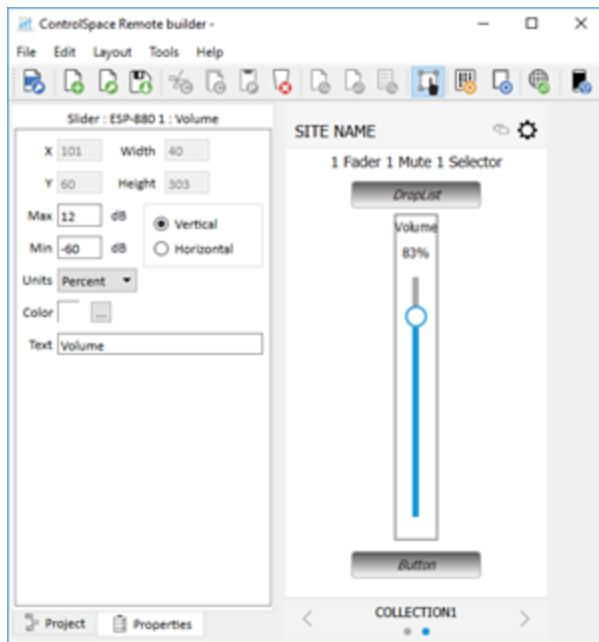 ControlSpace Remote builder -
File Edit Layout Tools Help
Slider : ESP-880 1 : Volume
X 101 Width 40
Y 60 Height 303
Max 12 dB
Vertical
Min -60 dB
Horizontal
Units Percent
Color ...
Text Volume
Project Properties
SITE NAME
1 Fader 1 Mute 1 Selector
DropList
Volume
83%
Button
COLLECTION1